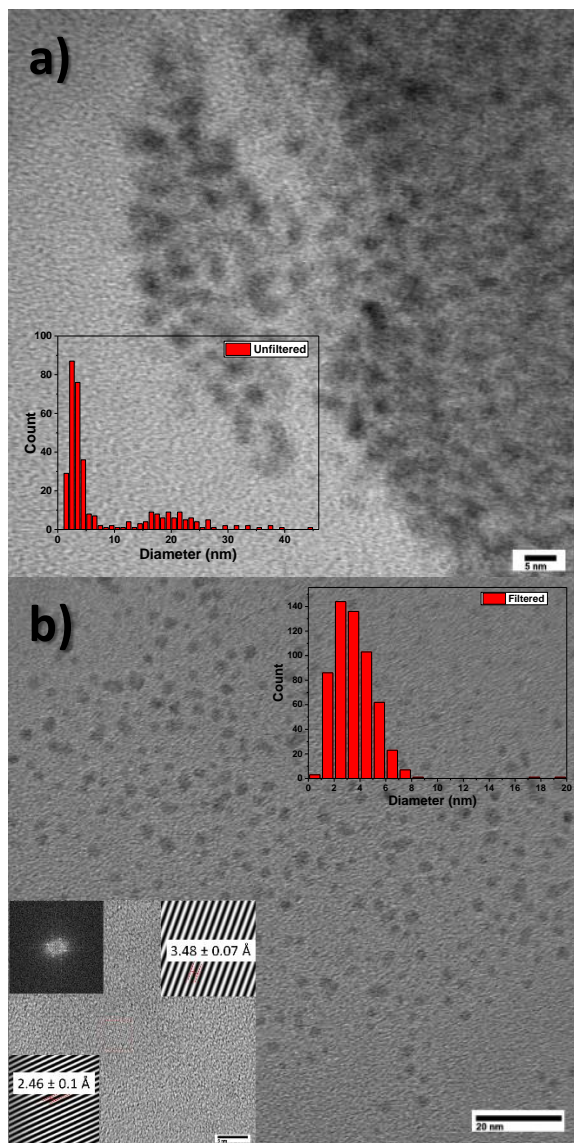 a)
Unfiltered
100
80
60
40
20
0
Count
0 10 20 30 40
Diameter (nm)
5 nm
b)
Filtered
140
120
100
80
60
40
20
0
Count
0 2 4 6 8 10 12 14 16 18 20
Diameter (nm)
3.48 ± 0.07 Å
2.46 ± 0.1 Å
20 nm